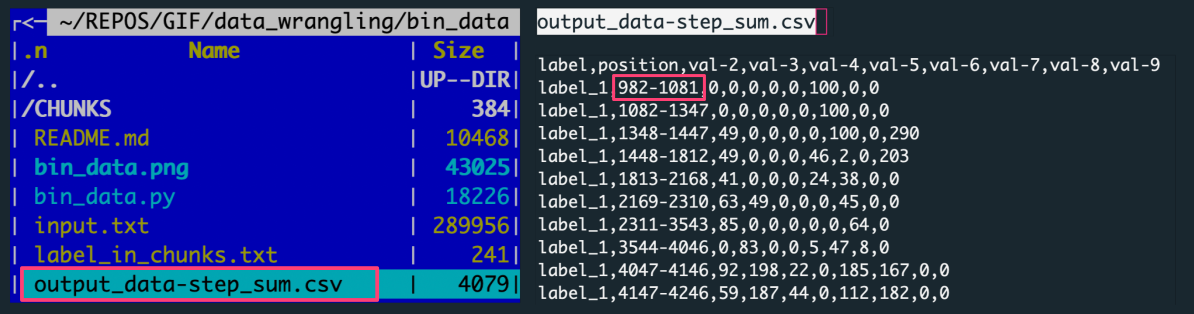 ┌<─ ~/REPOS/GIF/data_wrangling/bin_data
|.n Name | Size |
|/.. |UP--DIR|
|/CHUNKS | 384|
| README.md | 10468|
| bin_data.png | 43025|
| bin_data.py | 18226|
| input.txt | 289956|
| label_in_chunks.txt | 241|
| output_data-step_sum.csv | 4079|
output_data-step_sum.csv
label,position,val-2,val-3,val-4,val-5,val-6,val-7,val-8,val-9
label_1,982-1081,0,0,0,0,0,100,0,0
label_1,1082-1347,0,0,0,0,0,100,0,0
label_1,1348-1447,49,0,0,0,0,100,0,290
label_1,1448-1812,49,0,0,0,46,2,0,203
label_1,1813-2168,41,0,0,0,24,38,0,0
label_1,2169-2310,63,49,0,0,0,45,0,0
label_1,2311-3543,85,0,0,0,0,0,64,0
label_1,3544-4046,0,83,0,0,5,47,8,0
label_1,4047-4146,92,198,22,0,185,167,0,0
label_1,4147-4246,59,187,44,0,112,182,0,0